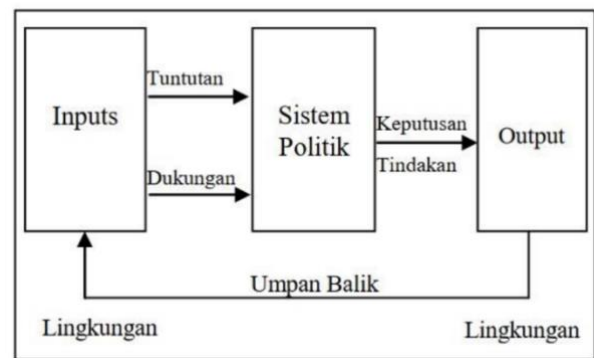 Inputs
Tuntutan
Dukungan
Sistem
Politik
Keputusan
Tindakan
Output
Umpan Balik
Lingkungan
Lingkungan